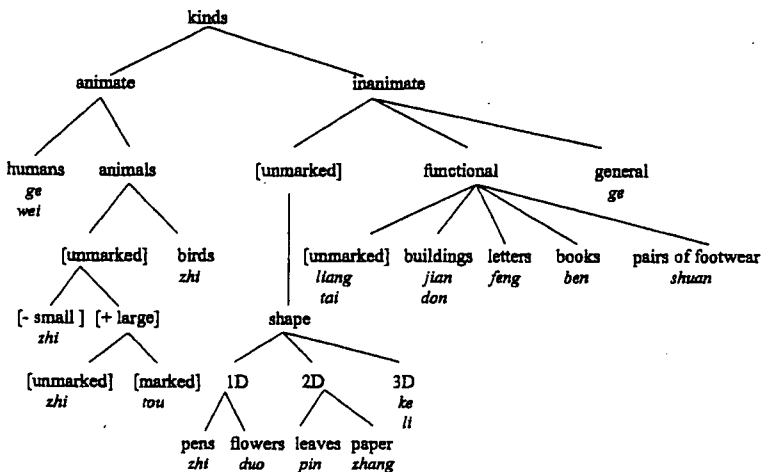 kinds
animate inanimate
humans animals [unmarked] functional general
ge ge
wei
[unmarked] birds [unmarked] buildings letters books pairs of footwear
zhi liang jian feng ben shuan
tai don
[- small ] [+ large] shape
zhi
[unmarked] [marked] 1D 2D 3D
zhi tou ke
li
pens flowers leaves paper
zhi duo pin zhang